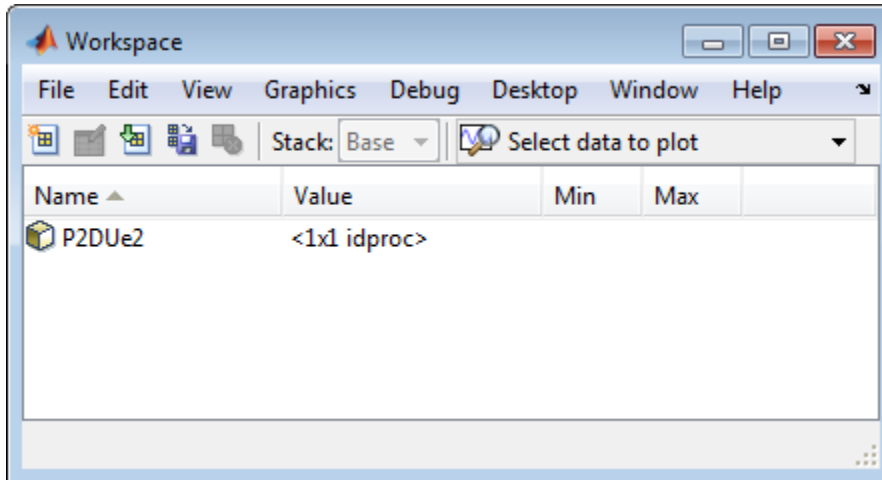 Workspace
File Edit View Graphics Debug Desktop Window Help
Stack: Base Select data to plot
Name Value Min Max
P2DUe2 <1x1 idproc>